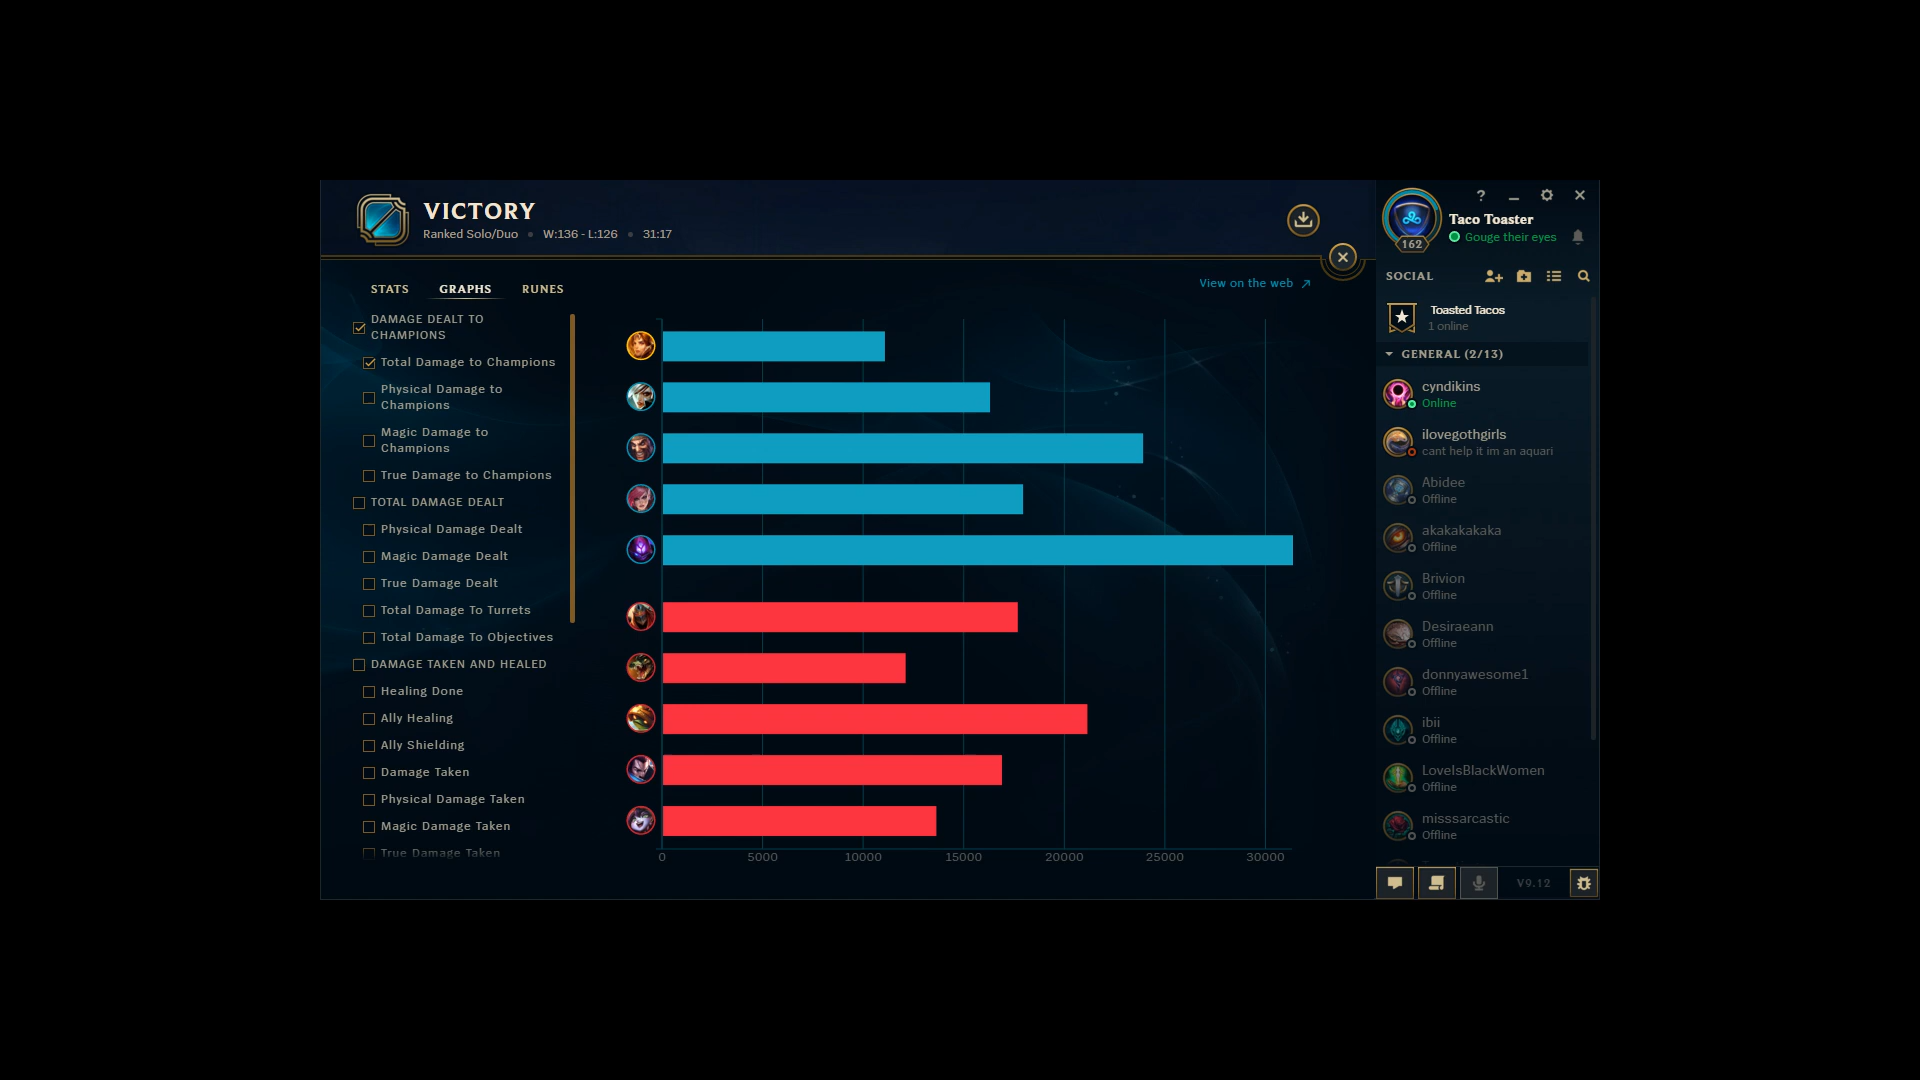 VICTORY
Ranked Solo/Duo • W:136 - L:126 • 31:17
STATS GRAPHS RUNES
View on the web
DAMAGE DEALT TO
CHAMPIONS
Total Damage to Champions
Physical Damage to
Champions
Magic Damage to
Champions
True Damage to Champions
TOTAL DAMAGE DEALT
Physical Damage Dealt
Magic Damage Dealt
True Damage Dealt
Total Damage To Turrets
Total Damage To Objectives
DAMAGE TAKEN AND HEALED
Healing Done
Ally Healing
Ally Shielding
Damage Taken
Physical Damage Taken
Magic Damage Taken
True Damage Taken
0 5000 10000 15000 20000 25000 30000
?
162
Taco Toaster
Gouge their eyes
SOCIAL
Toasted Tacos
1 online
GENERAL (2/13)
cyndikins
Online
ilovegothgirls
cant help it im an aquari
Abidee
Offline
akakakakaka
Offline
Brivion
Offline
Desiraeann
Offline
donnyawesome1
Offline
ibii
Offline
LovelsBlackWomen
Offline
misssarcastic
Offline
V9.12